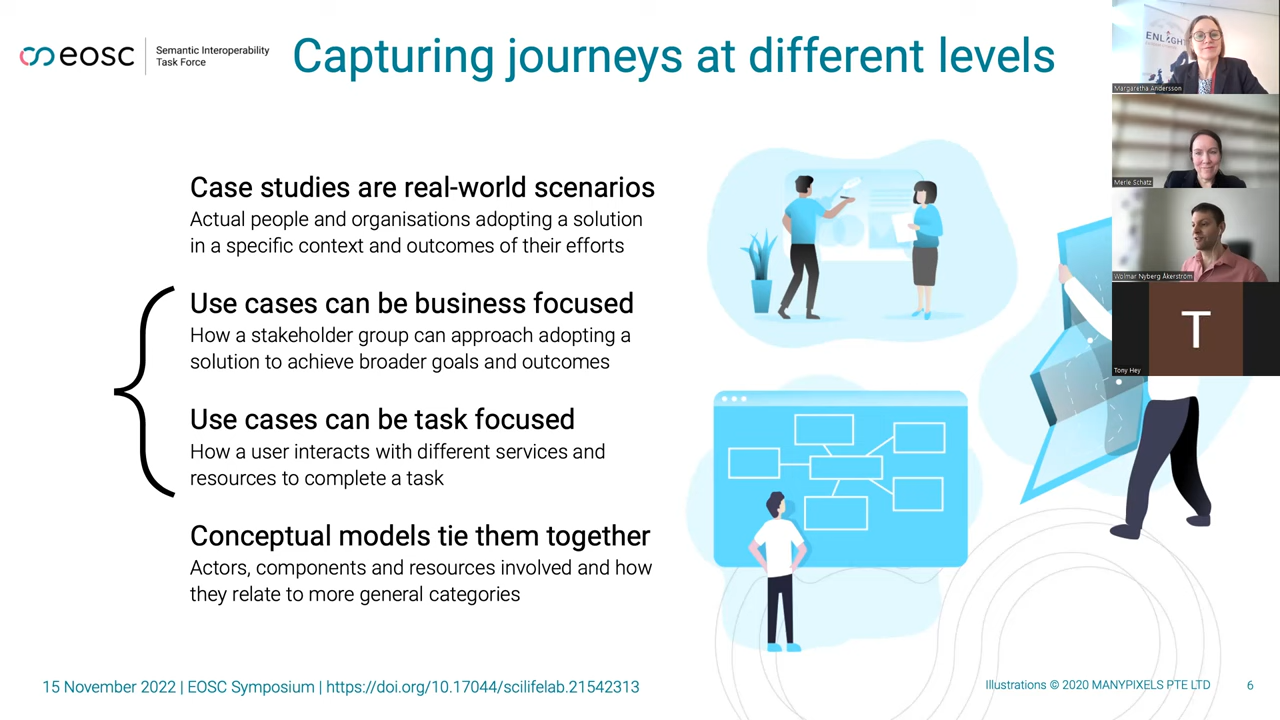 eosc
Semantic Interoperability
Task Force
Capturing journeys at different levels
Case studies are real-world scenarios
Actual people and organisations adopting a solution
in a specific context and outcomes of their efforts
Use cases can be business focused
How a stakeholder group can approach adopting a
solution to achieve broader goals and outcomes
Use cases can be task focused
How a user interacts with different services and
resources to complete a task
Conceptual models tie them together
Actors, components and resources involved and how
they relate to more general categories
15 November 2022 | EOSC Symposium | https://doi.org/10.17044/scilifelab.21542313
Illustrations © 2020 MANYPIXELS PTE LTD
6
ENLIGHT
Margaretha Andersson
Merle Schatz
Wolmar Nyberg Åkerström
T
Tony Hey